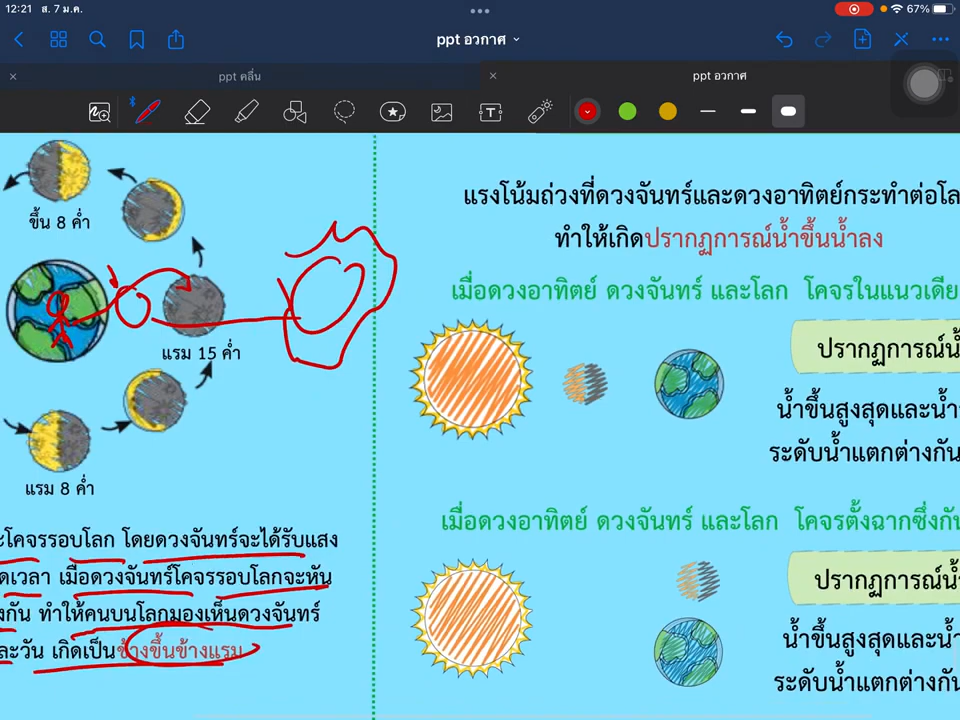 12:21 ส. 7 ม.ค.
67%
ppt อวกาศ
ppt คลื่น
ppt อวกาศ
ขึ้น 8 ค่ำ
แรม 15 ค่ำ
แรม 8 ค่ำ
ะโคจรรอบโลก โดยดวงจันทร์จะได้รับแสง
ดเวลา เมื่อดวงจันทร์โคจรรอบโลกจะหัน
งกัน ทำให้คนบนโลกมองเห็นดวงจันทร์
ละวัน เกิดเป็นข้างขึ้นข้างแรม
แรงโน้มถ่วงที่ดวงจันทร์และดวงอาทิตย์กระทำต่อโล
ทำให้เกิดปรากฏการณ์น้ำขึ้นน้ำลง
เมื่อดวงอาทิตย์ ดวงจันทร์ และโลก โคจรในแนวเดีย
ปรากฏการณ์น้ำ
น้ำขึ้นสูงสุดและน้ำ
ระดับน้ำแตกต่างกัน
เมื่อดวงอาทิตย์ ดวงจันทร์ และโลก โคจรตั้งฉากซึ่งกัน
ปรากฏการณ์น้ำ
น้ำขึ้นสูงสุดและน้ำ
ระดับน้ำแตกต่างกัน